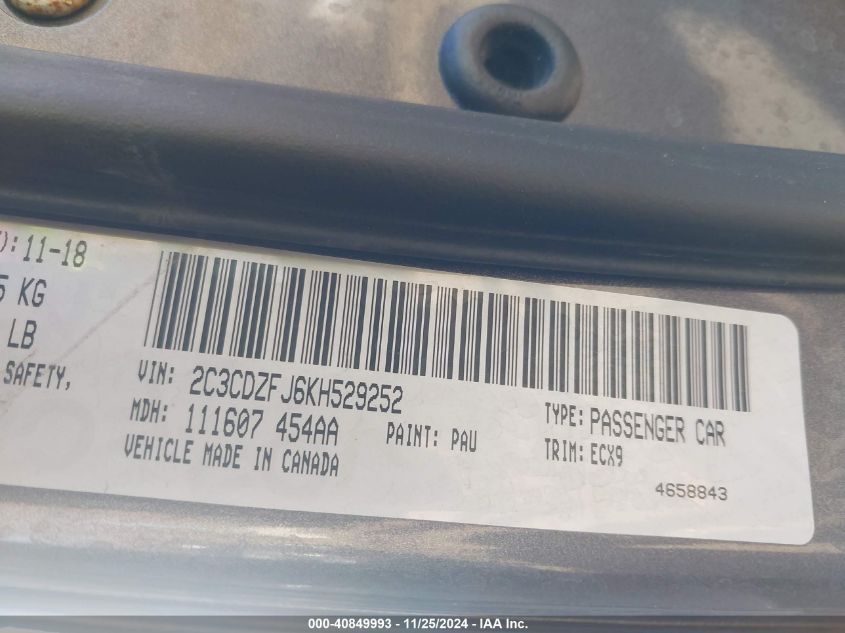 ): 11-18
5 KG
LB
SAFETY,
VIN: 2C3CDZFJ6KH529252
MDH: 111607 454AA
PAINT: PAU
VEHICLE MADE IN CANADA
TYPE: PASSENGER CAR
TRIM: ECX9
4658843
000-40849993 - 11/25/2024 - IAA Inc.